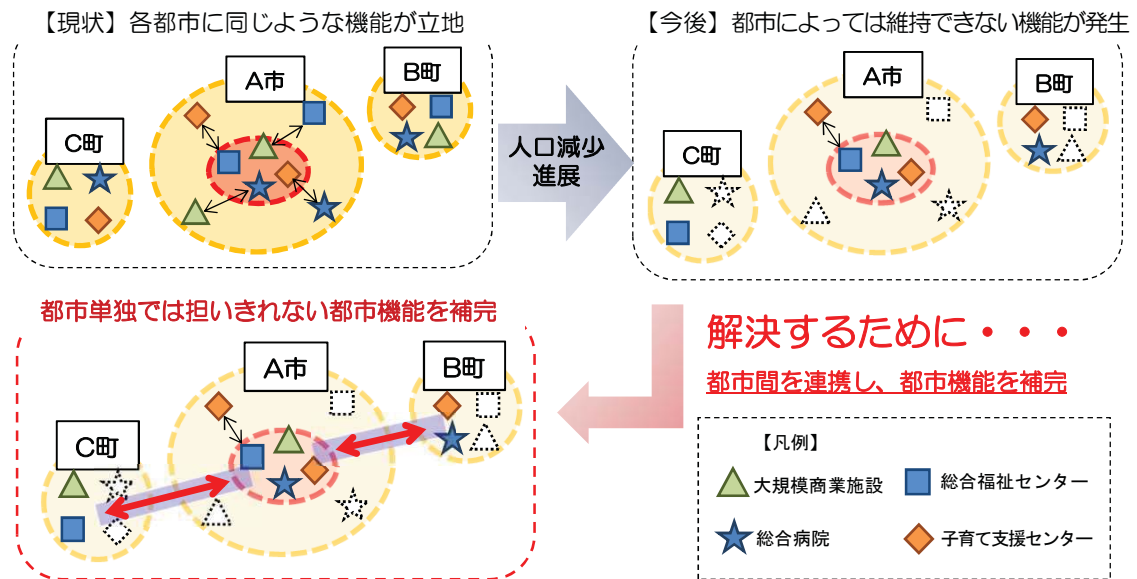 【現状】各都市に同じような機能が立地
A市
B町
C町
人口減少
進展
【今後】都市によっては維持できない機能が発生
A市
B町
C町
都市単独では担いきれない都市機能を補完
A市
B町
C町
解決するために・・・
都市間を連携し、都市機能を補完
【凡例】
大規模商業施設
総合福祉センター
総合病院
子育て支援センター